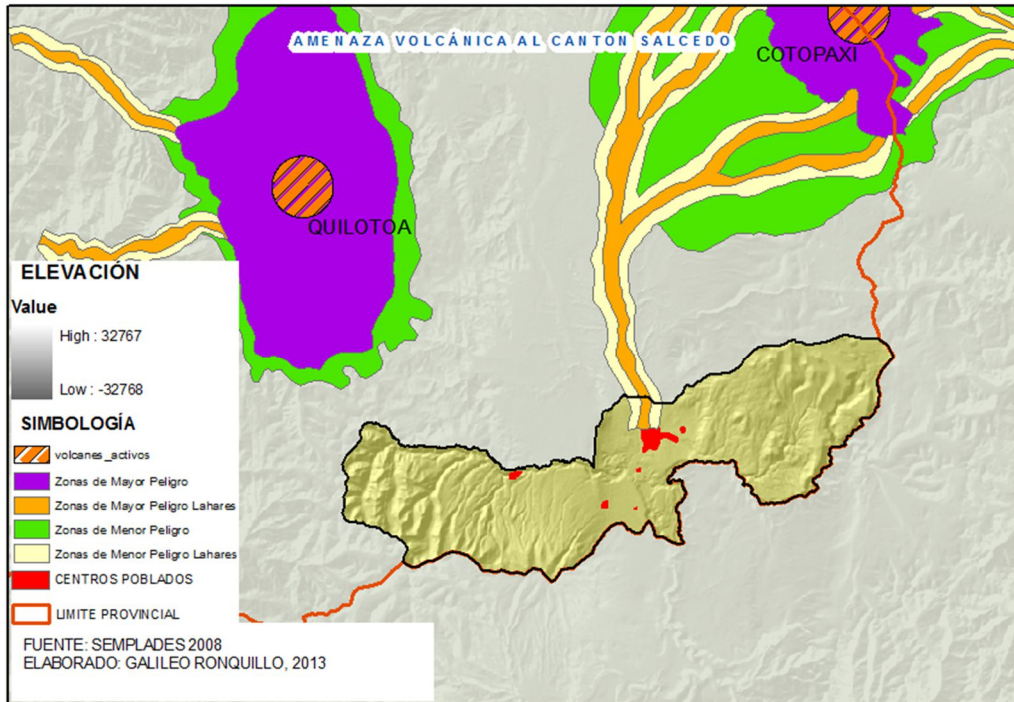 AMENAZA VOLCÁNICA AL CANTON SALCEDO
COTOPAXI
QUILOTOA
ELEVACIÓN
Value
High : 32767
Low : -32768
SIMBOLOGÍA
volcanes_activos
Zonas de Mayor Peligro
Zonas de Mayor Peligro Lahares
Zonas de Menor Peligro
Zonas de Menor Peligro Lahares
CENTROS POBLADOS
LIMITE PROVINCIAL
FUENTE: SEMPLADES 2008
ELABORADO: GALILEO RONQUILLO, 2013